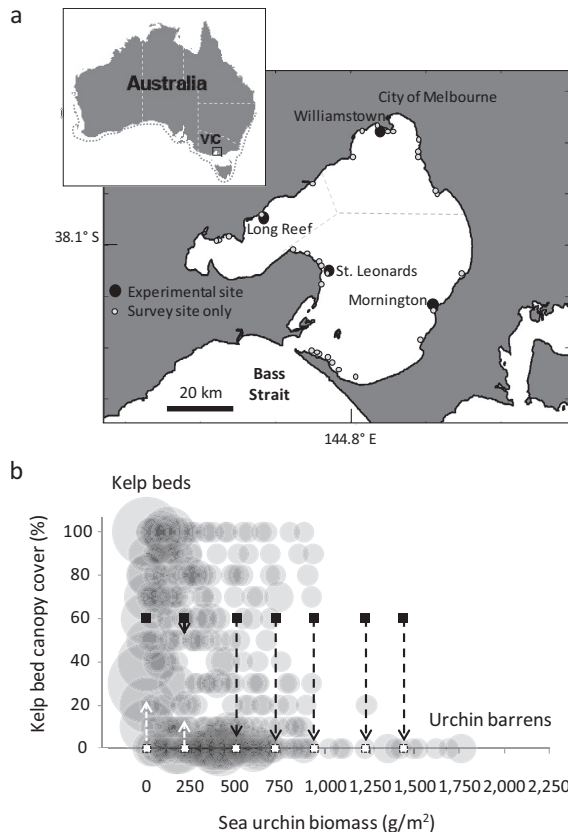 a
Australia
VIC
City of Melbourne
Williamstown
Long Reef
38.1° S
St. Leonards
Experimental site
Mornington
Survey site only
Bass
Strait
20 km
144.8° E
b
Kelp beds
Kelp bed canopy cover (%)
100
80
60
40
20
0
Urchin barrens
0 250 500 750 1,000 1,250 1,500 1,750 2,000 2,250
Sea urchin biomass (g/m²)